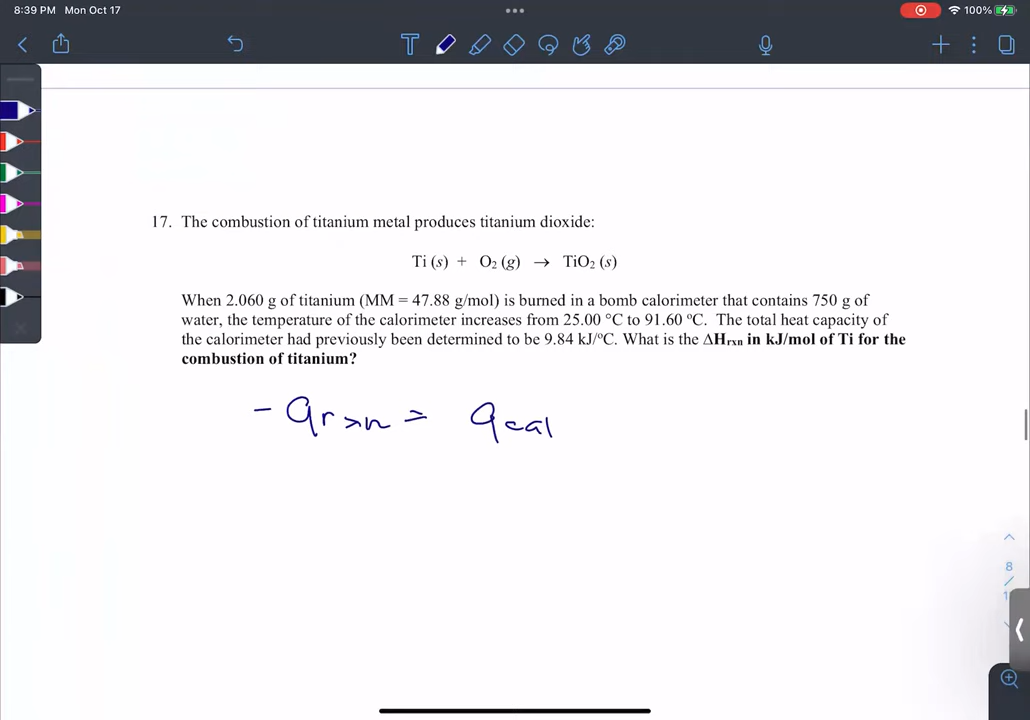 8:39 PM Mon Oct 17
100%
17. The combustion of titanium metal produces titanium dioxide:
Ti (s) + O₂ (g) → TiO₂ (s)
When 2.060 g of titanium (MM = 47.88 g/mol) is burned in a bomb calorimeter that contains 750 g of
water, the temperature of the calorimeter increases from 25.00 °C to 91.60 °C. The total heat capacity of
the calorimeter had previously been determined to be 9.84 kJ/°C. What is the ΔHrxn in kJ/mol of Ti for the
combustion of titanium?
- qrxn = qcal
8
/